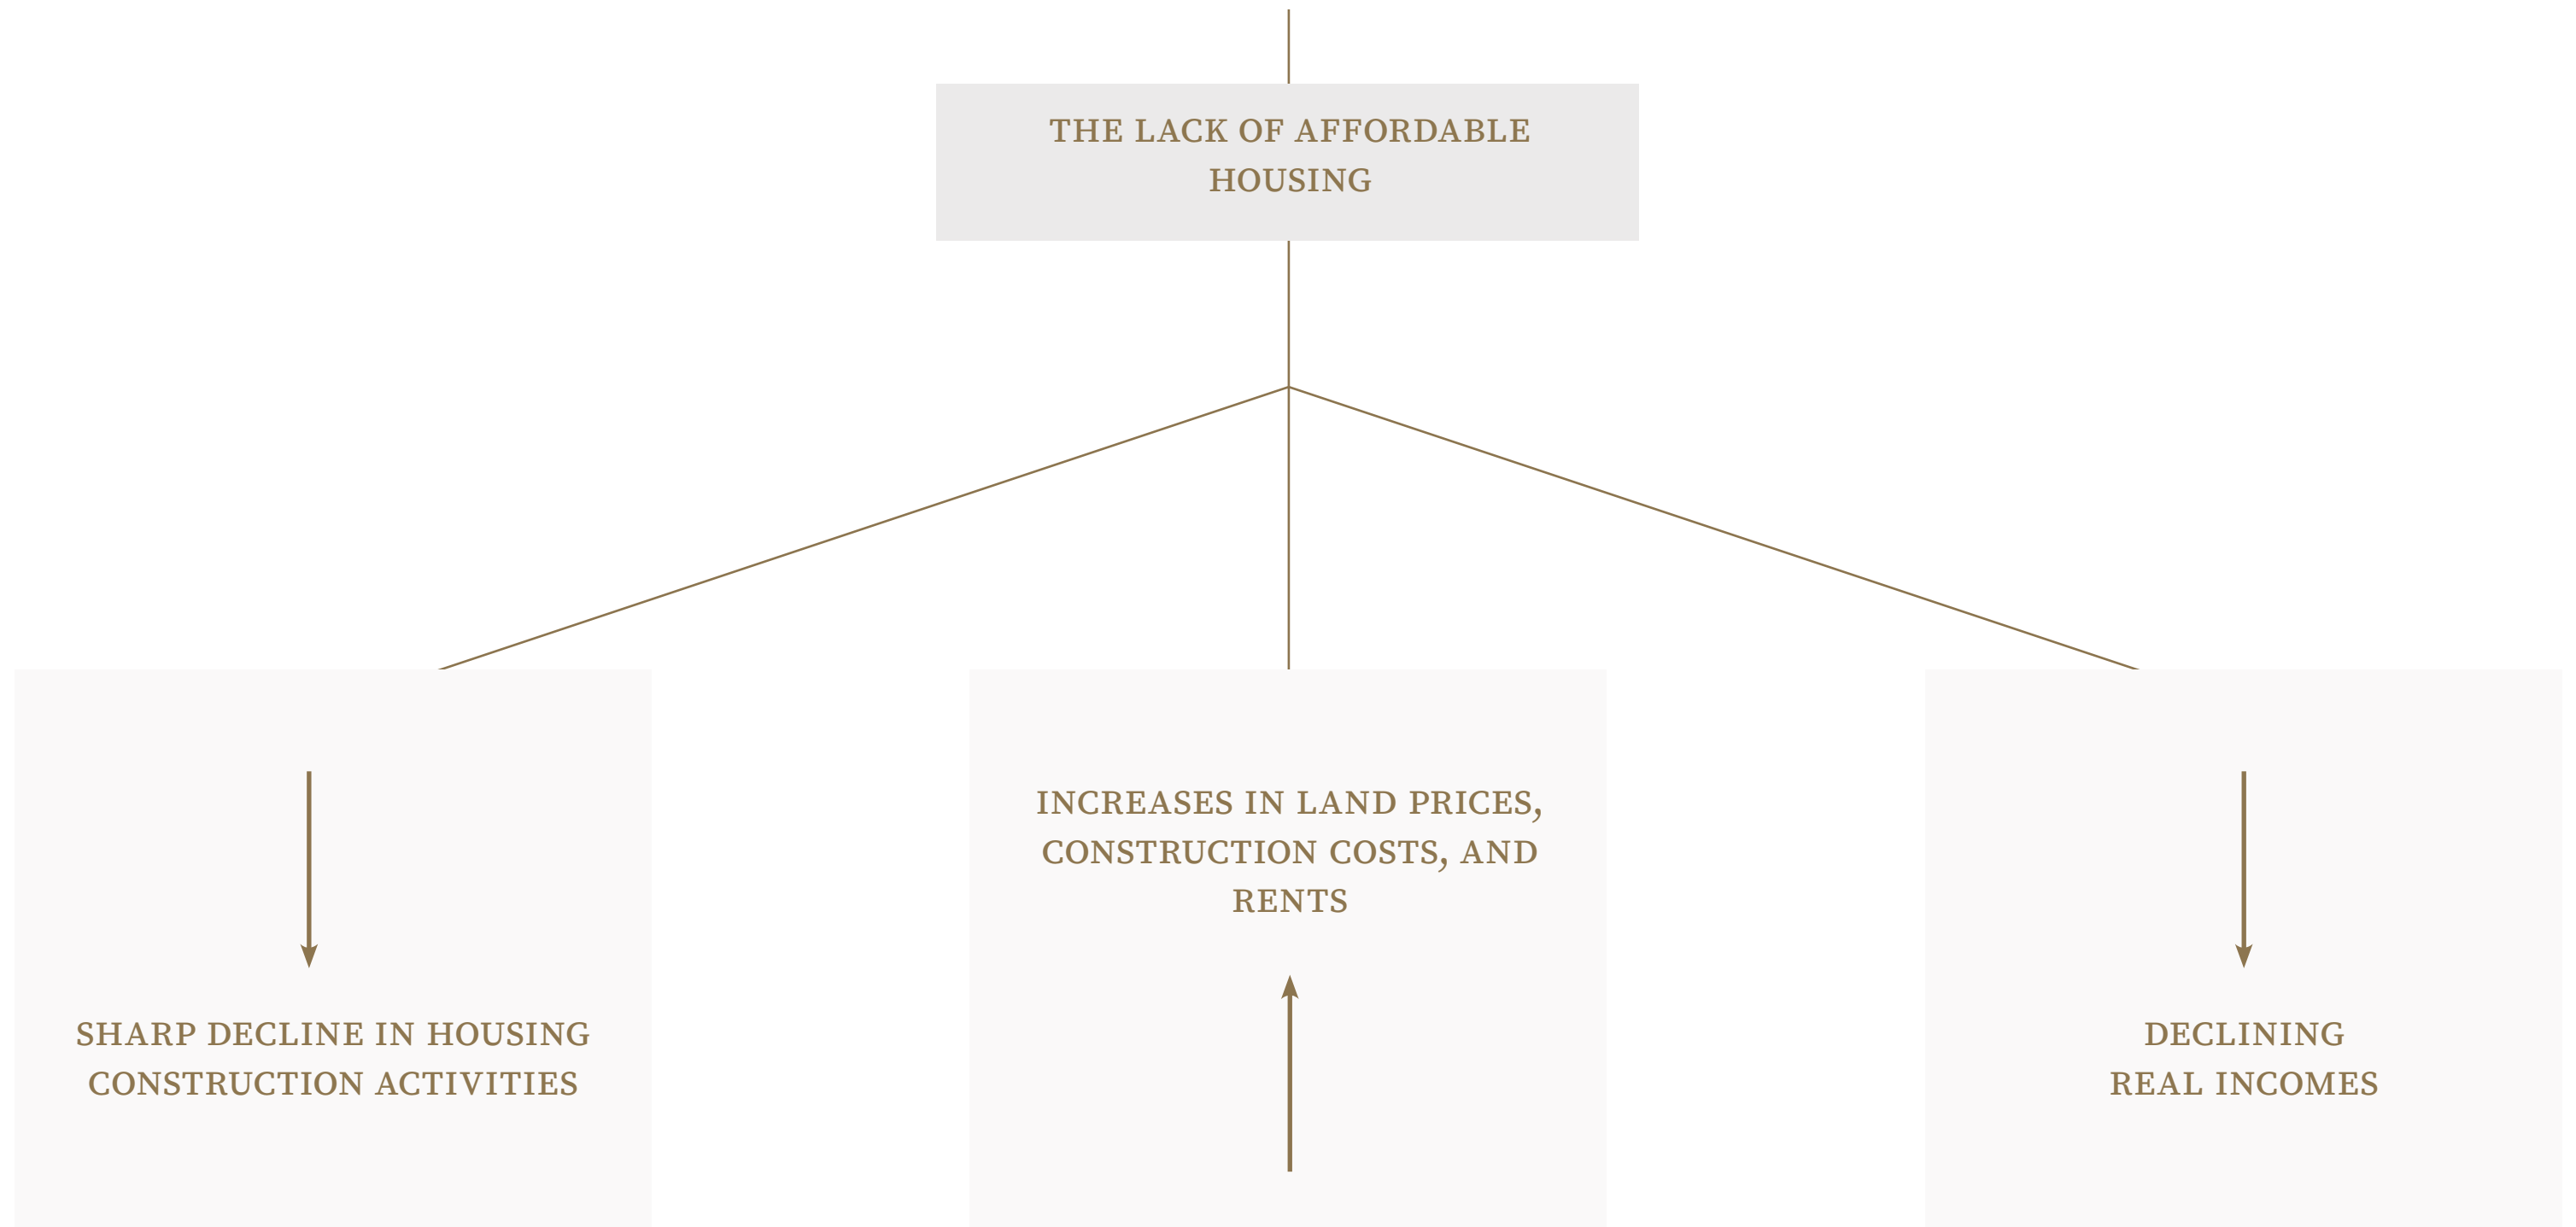 THE LACK OF AFFORDABLE
HOUSING
INCREASES IN LAND PRICES,
CONSTRUCTION COSTS, AND
RENTS
SHARP DECLINE IN HOUSING
CONSTRUCTION ACTIVITIES
DECLINING
REAL INCOMES